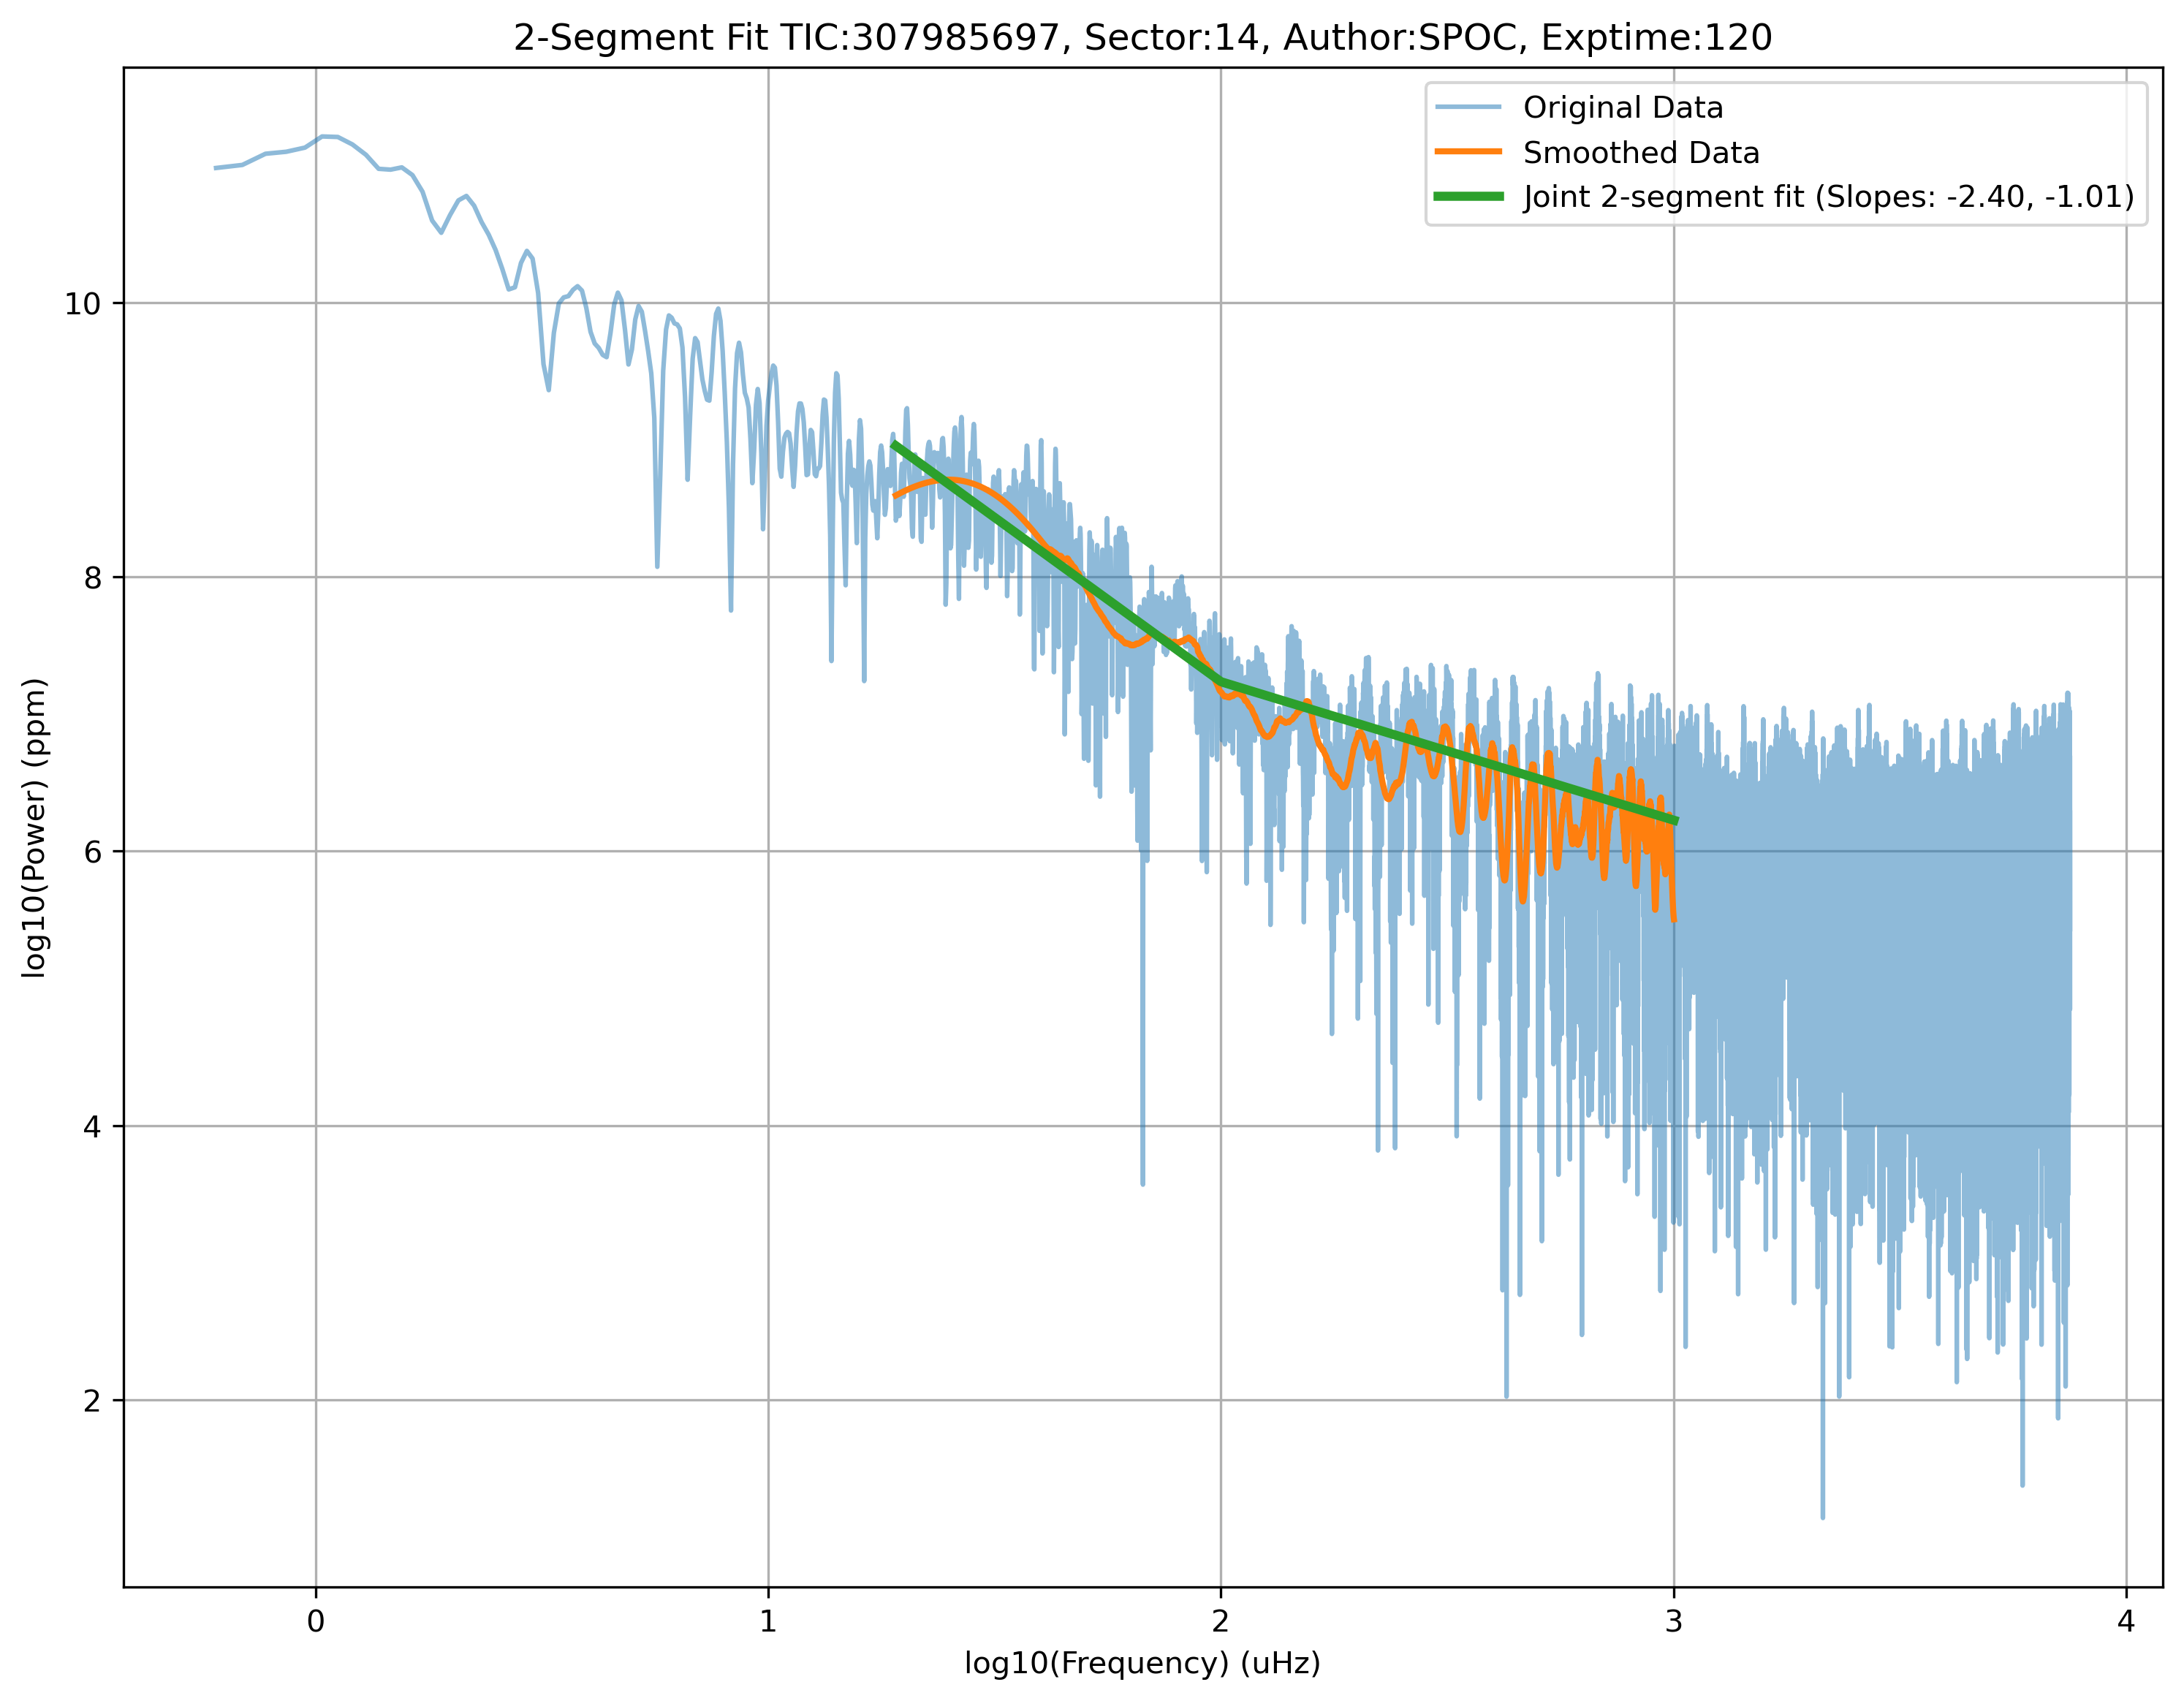 2-Segment Fit TIC:307985697, Sector:14, Author:SPOC, Exptime:120
Original Data
Smoothed Data
Joint 2-segment fit (Slopes: -2.40, -1.01)
log10(Power) (ppm)
10
8
6
4
2
0 1 2 3 4
log10(Frequency) (uHz)